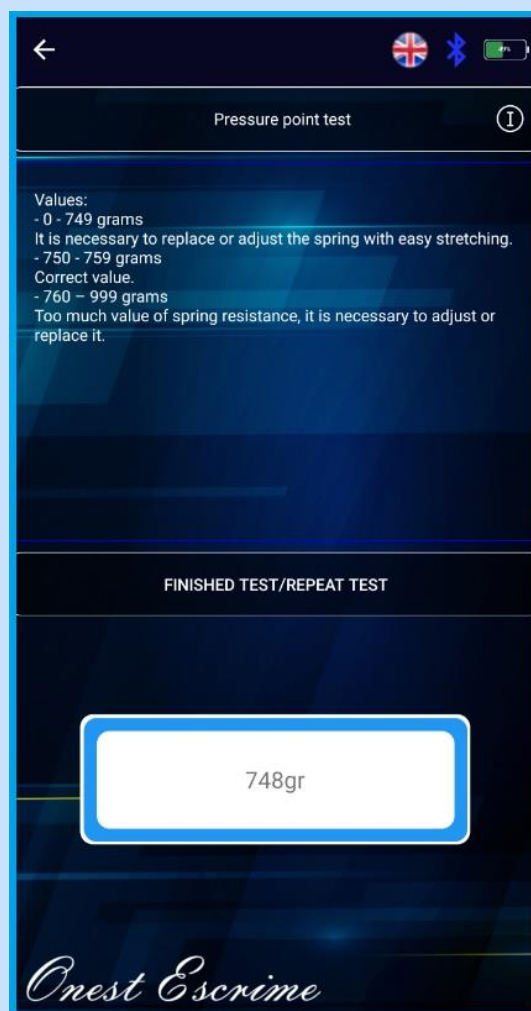 Pressure point test
Values:
- 0 - 749 grams
It is necessary to replace or adjust the spring with easy stretching.
- 750 - 759 grams
Correct value.
- 760 – 999 grams
Too much value of spring resistance, it is necessary to adjust or
replace it.
FINISHED TEST/REPEAT TEST
748gr
Onest Escrime